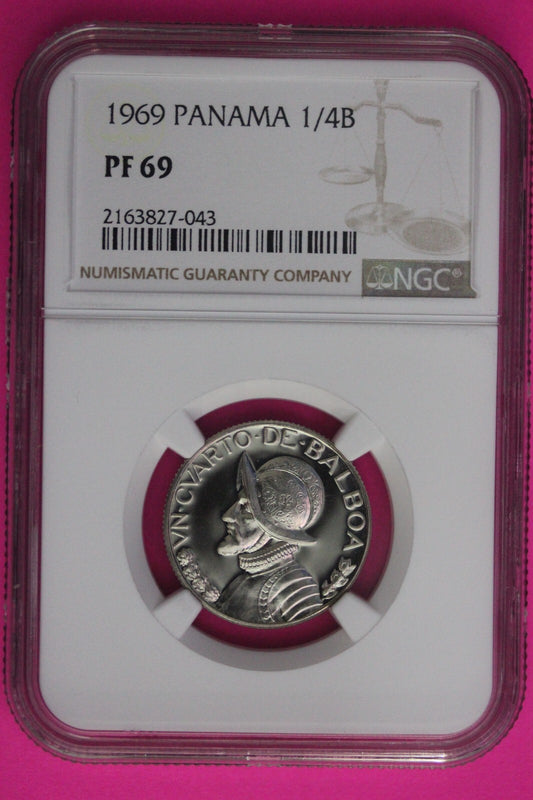 1969 PANAMA 1/4B
PF 69
2163827-043
NUMISMATIC GUARANTY COMPANY
NGC®
VN·CVARTO·DE·BALBOA